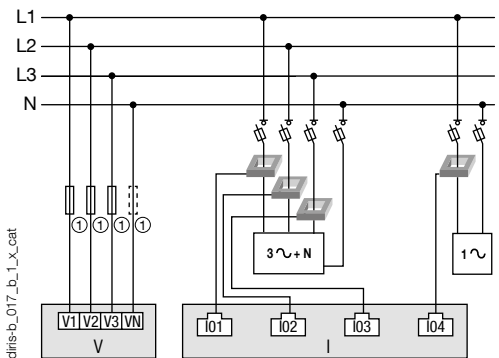 L1
L2
L3
N
① ① ① ①
3∿+N
1∿
V1 V2 V3 VN
V
I01 I02 I03 I04
I
diris-b_017_b_1_x_cat